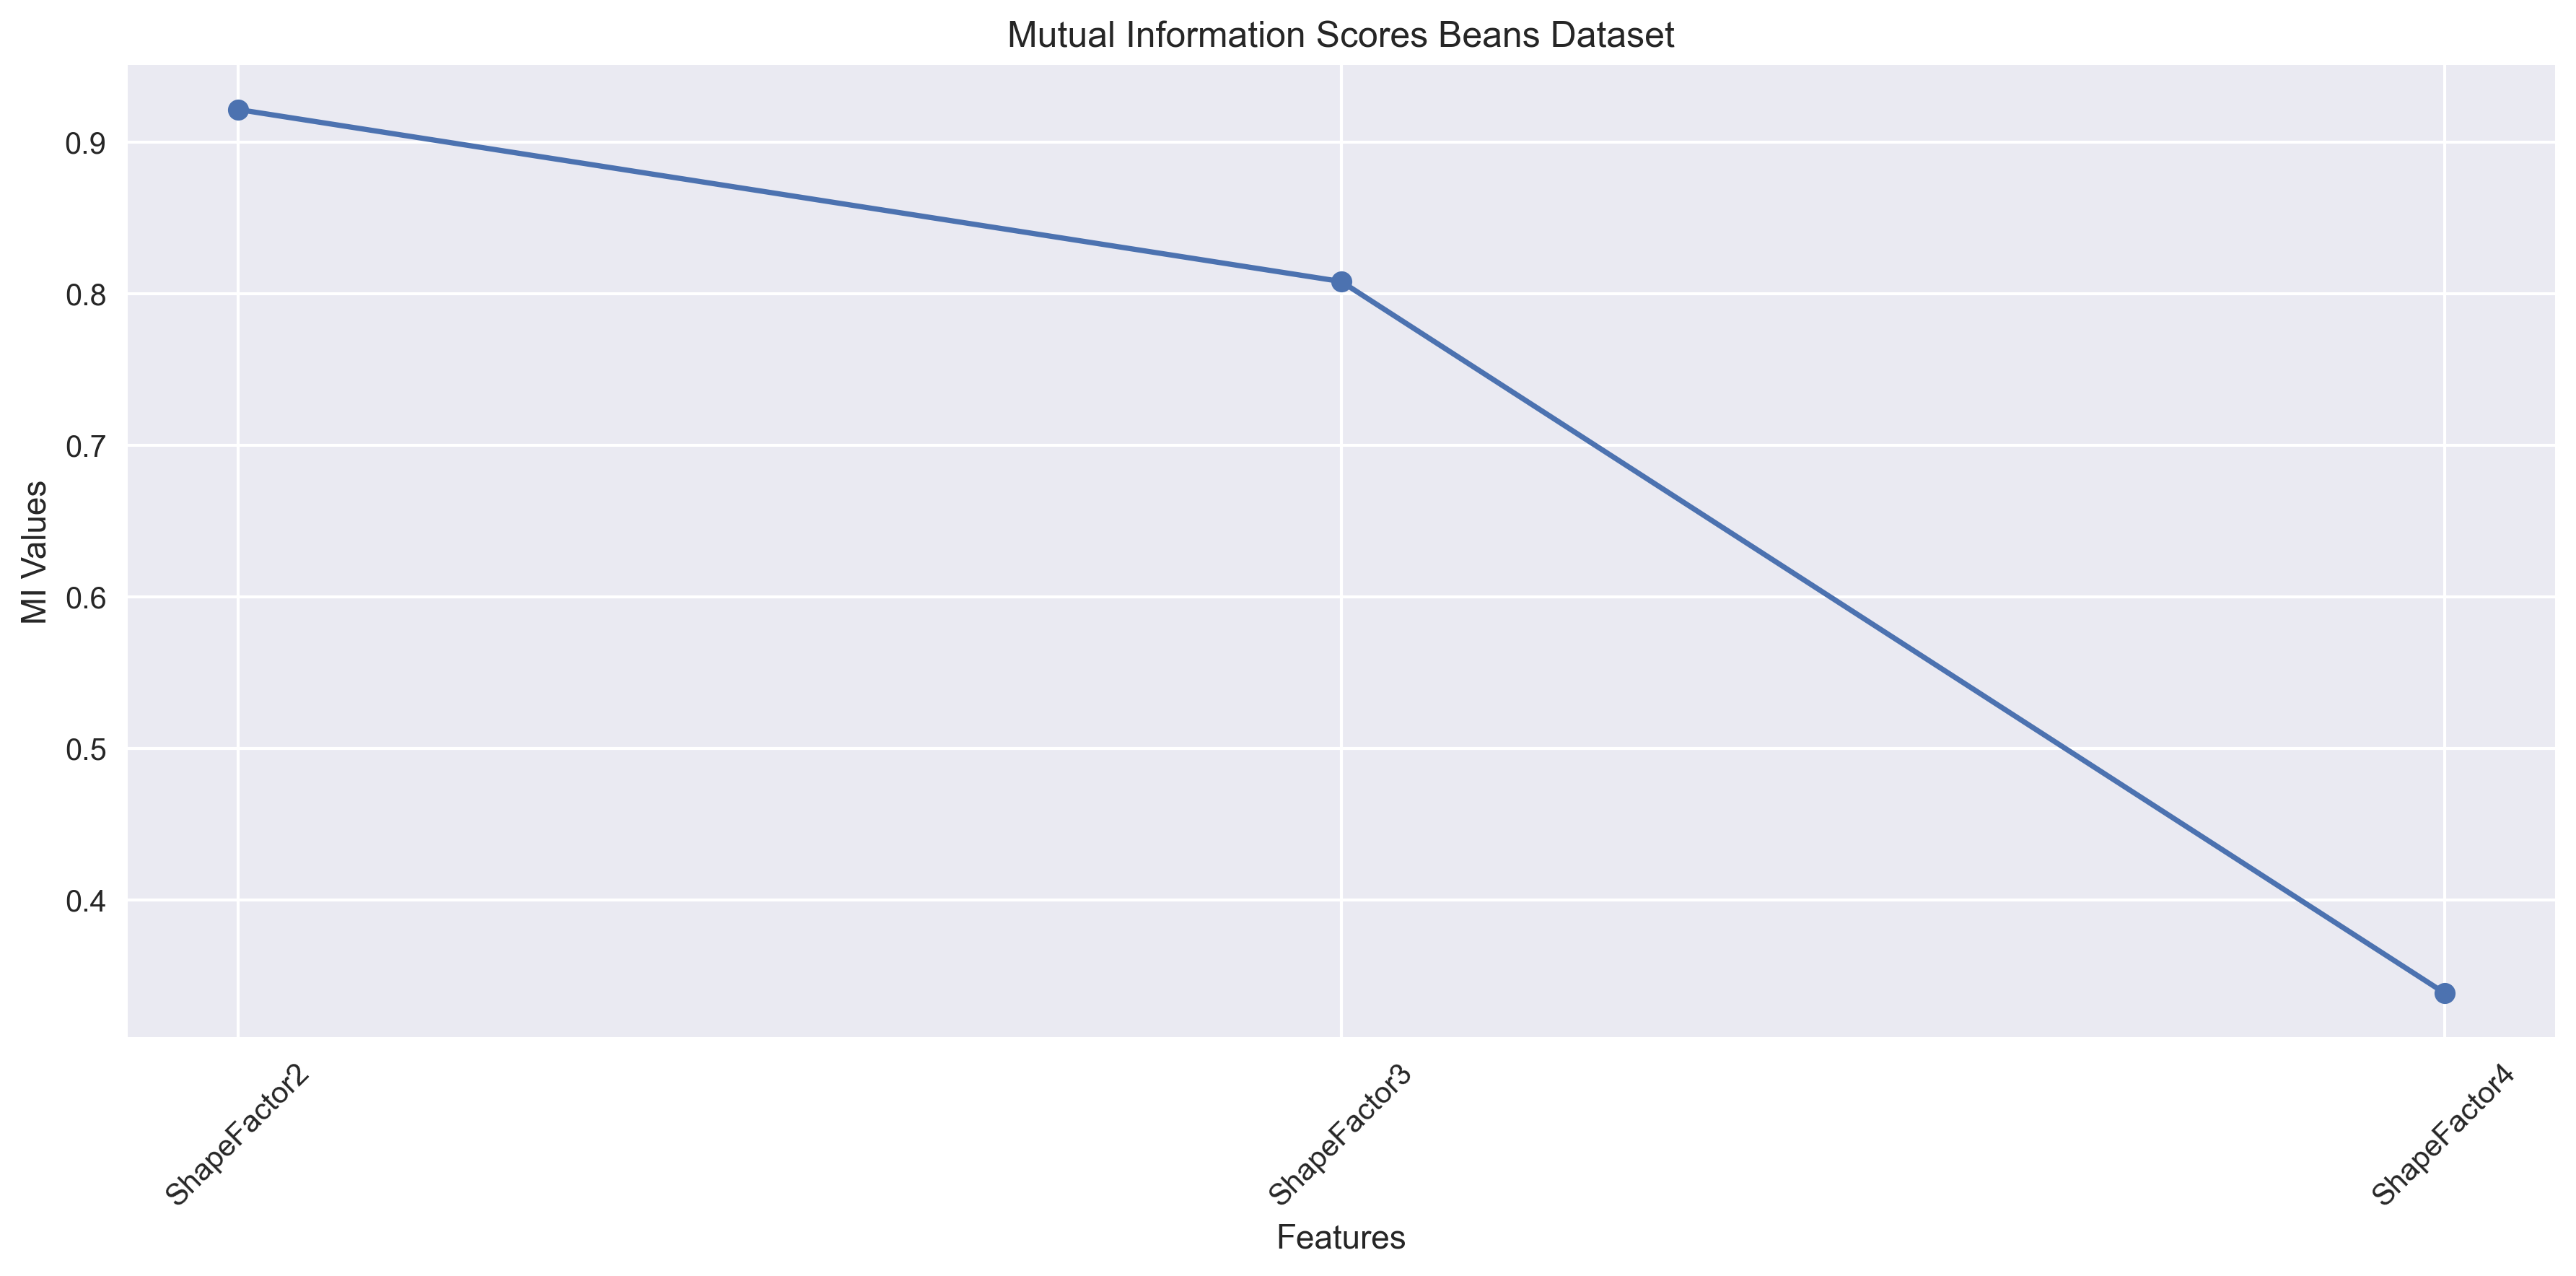 Mutual Information Scores Beans Dataset
MI Values
0.9
0.8
0.7
0.6
0.5
0.4
ShapeFactor2
ShapeFactor3
ShapeFactor4
Features